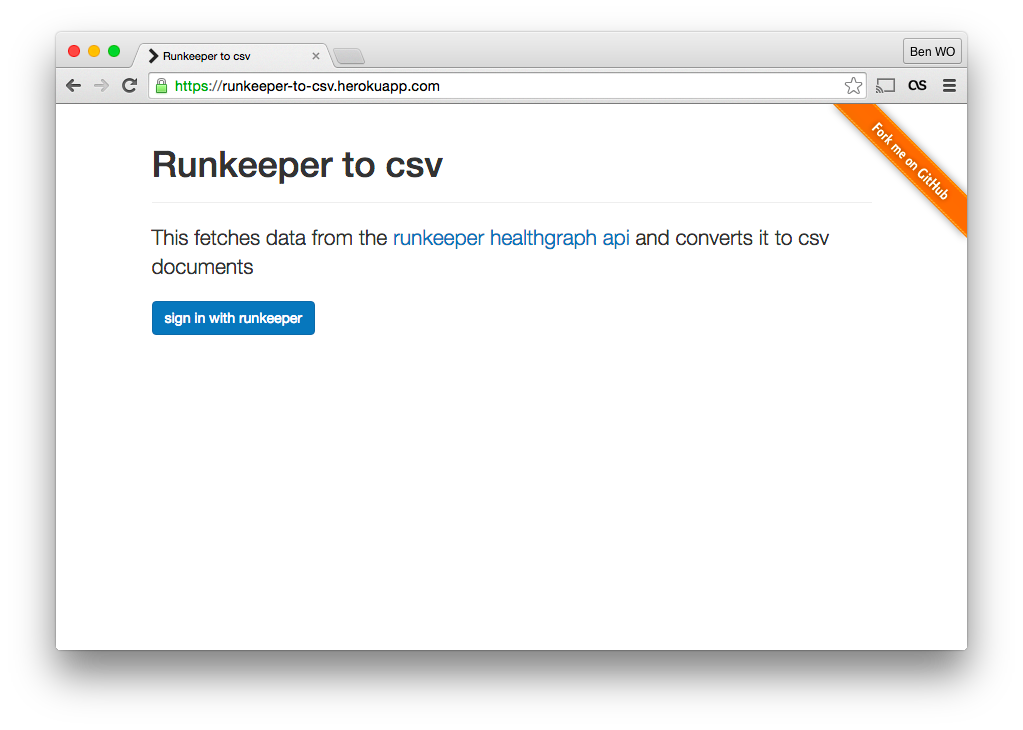 Runkeeper to csv
Ben WO
https://runkeeper-to-csv.herokuapp.com
Fork me on GitHub
Runkeeper to csv
This fetches data from the runkeeper healthgraph api and converts it to csv
documents
sign in with runkeeper